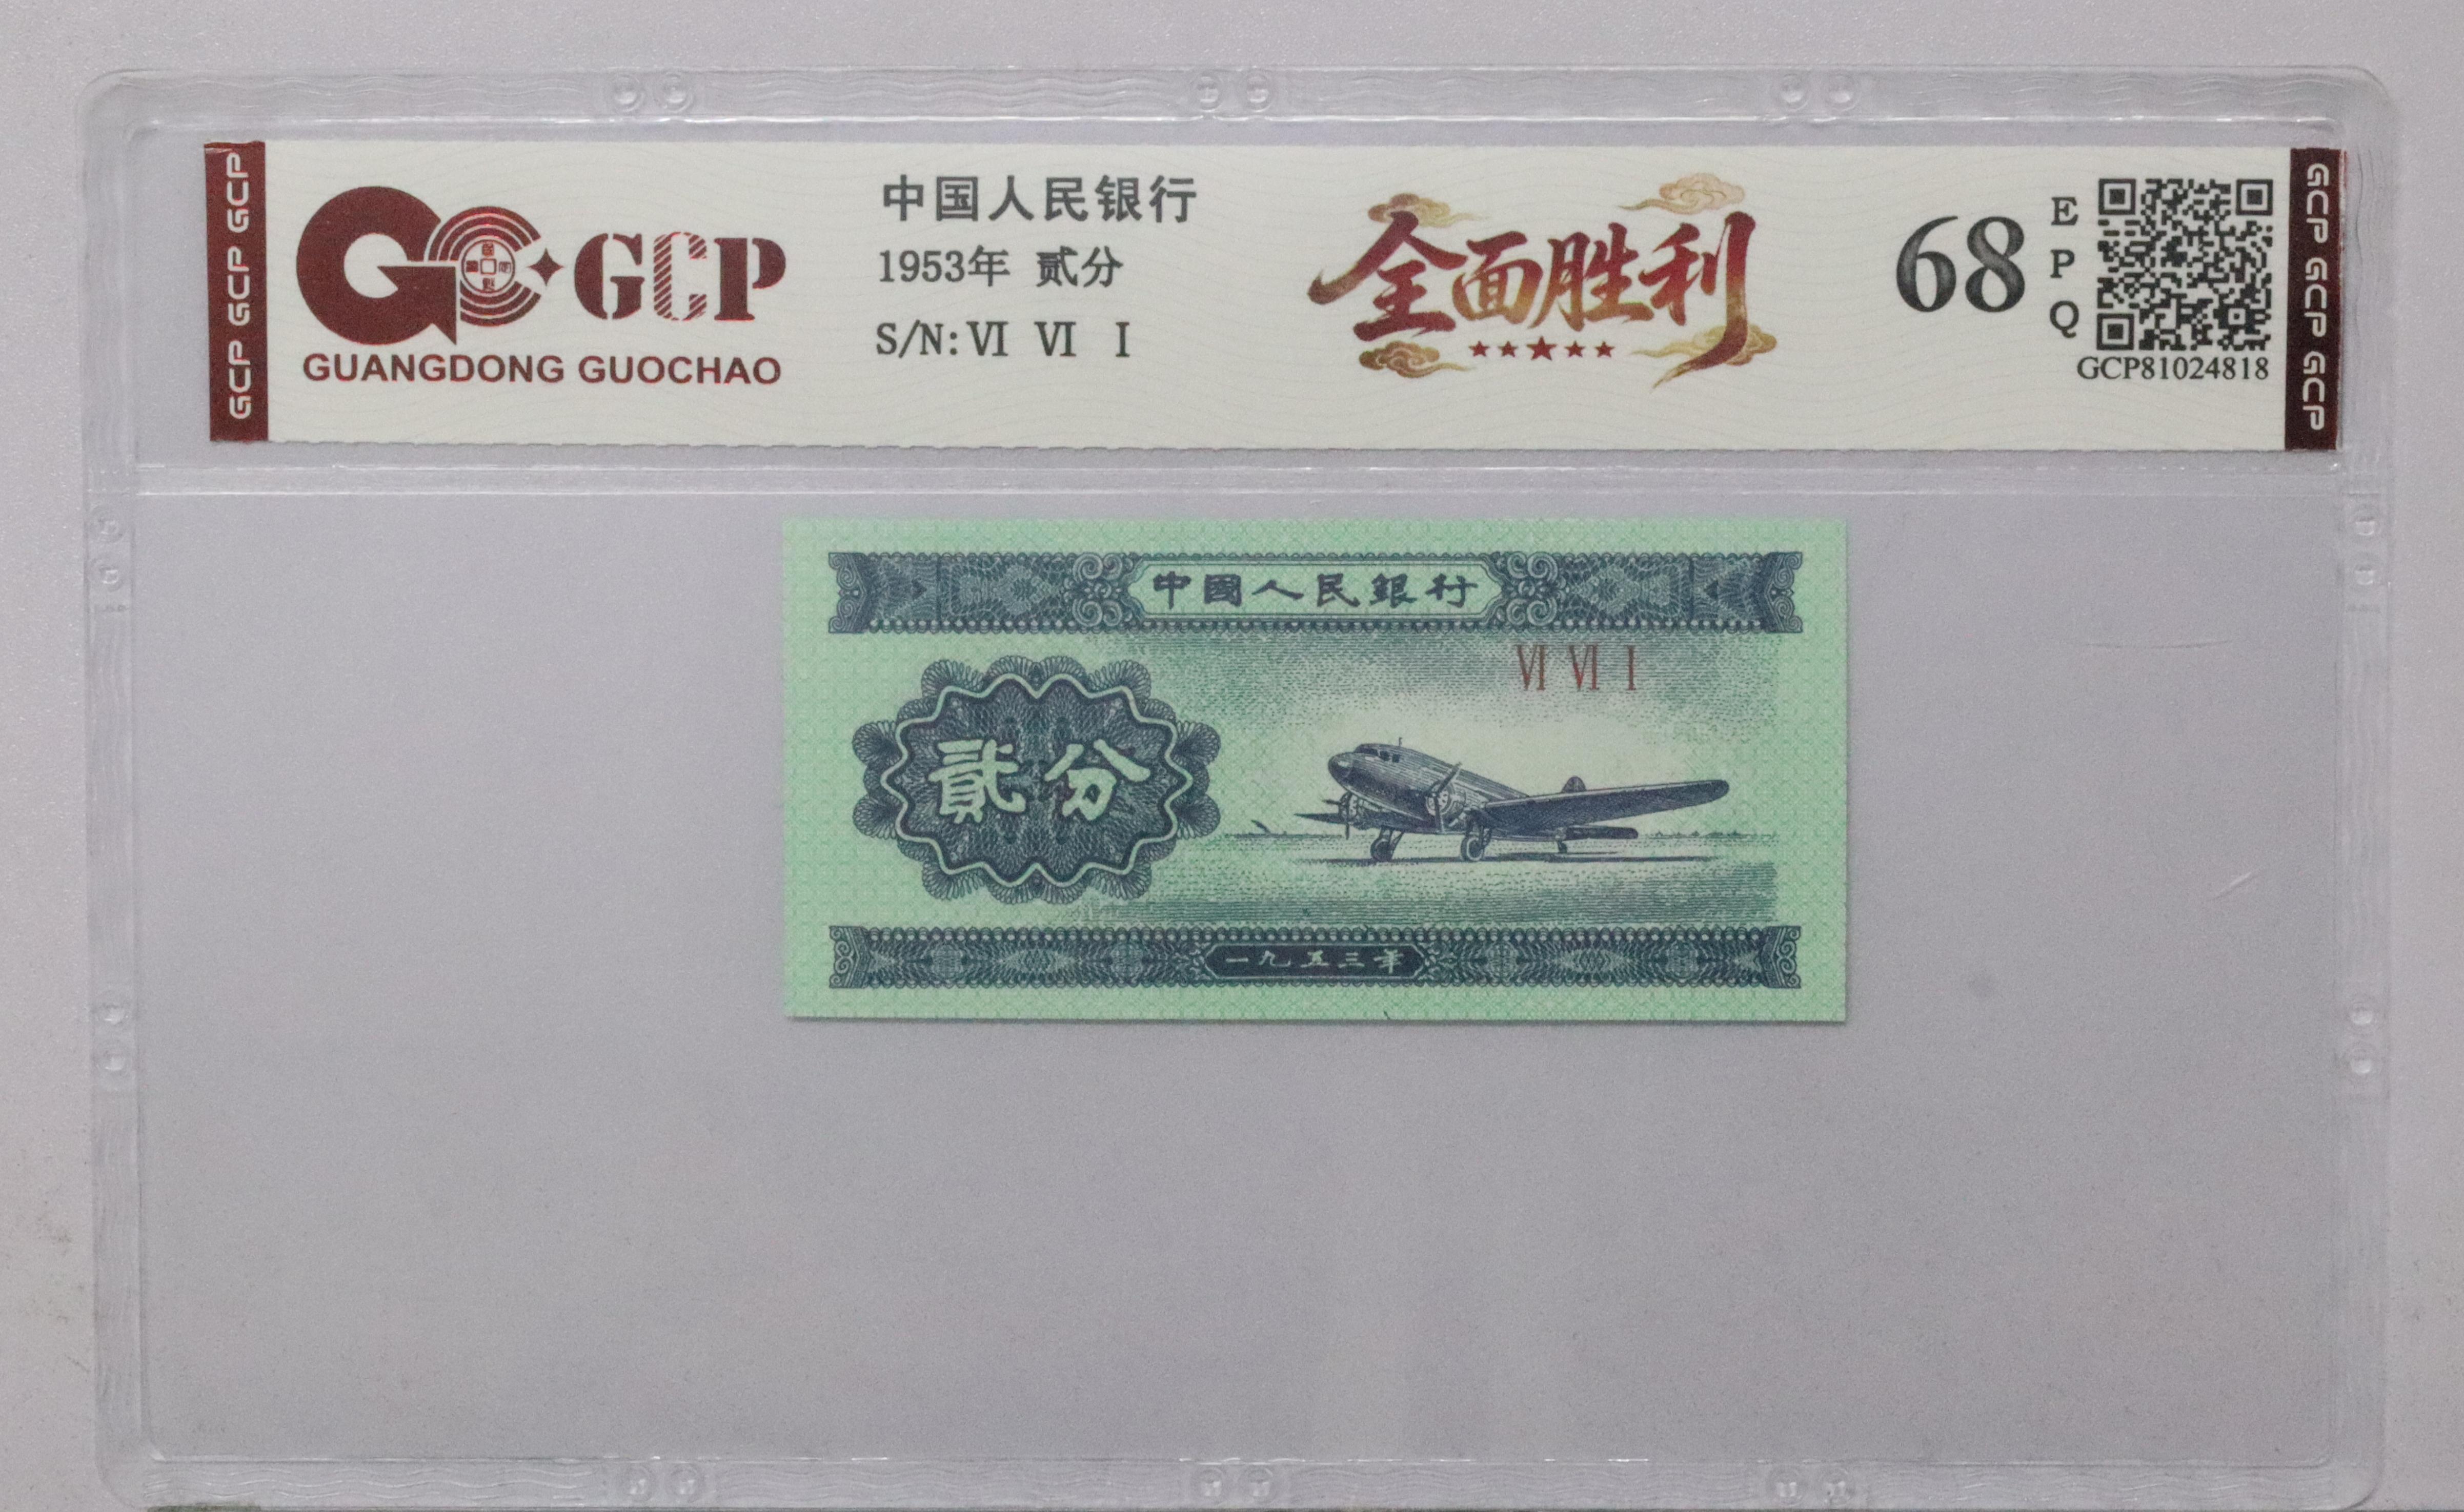 GCP GCP GCP
GCP
GUANGDONG GUOCHAO
中国人民银行
1953年 贰分
S/N: VI VI I
全面胜利
68
E
P
Q
GCP81024818
GCP GCP GCP
中國人民銀行
VI VI I
貳分
一九五三年